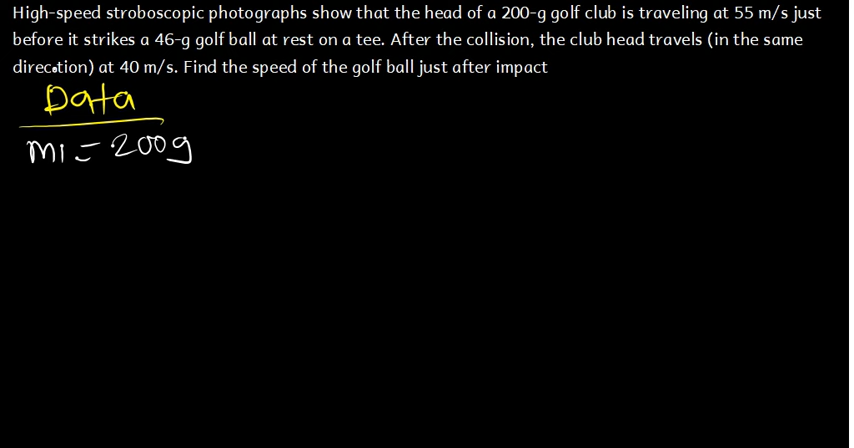 High-speed stroboscopic photographs show that the head of a 200-g golf club is traveling at 55 m/s just
before it strikes a 46-g golf ball at rest on a tee. After the collision, the club head travels (in the same
direction) at 40 m/s. Find the speed of the golf ball just after impact
Data
m1 = 200g